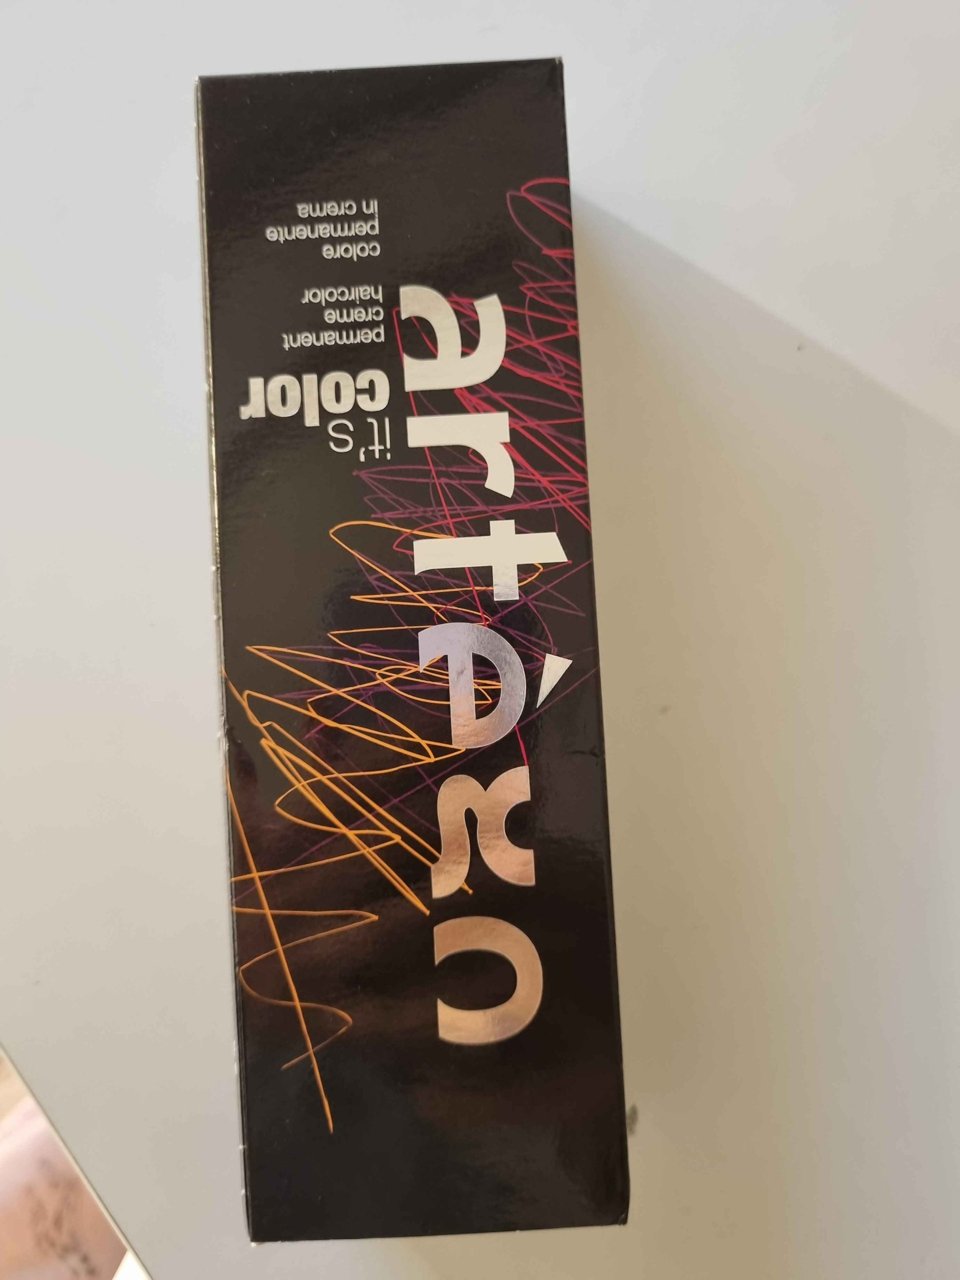 artègo
it's
color
permanent
creme
haircolor
colore
permanente
in crema